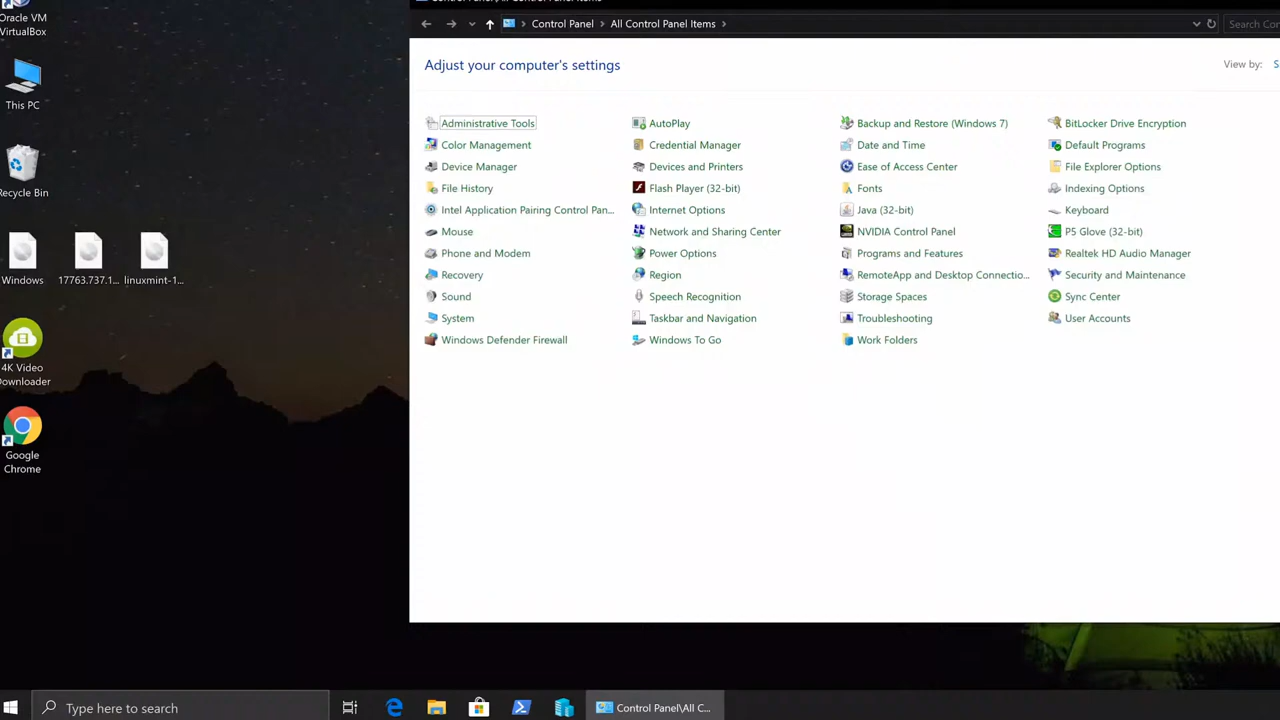 Oracle VM
VirtualBox
This PC
Recycle Bin
Windows
17763.737.1...
linuxmint-1...
4K Video
Downloader
Google
Chrome
Control Panel > All Control Panel Items >
Search Co
Adjust your computer's settings
View by:
Administrative Tools
AutoPlay
Backup and Restore (Windows 7)
BitLocker Drive Encryption
Color Management
Credential Manager
Date and Time
Default Programs
Device Manager
Devices and Printers
Ease of Access Center
File Explorer Options
File History
Flash Player (32-bit)
Fonts
Indexing Options
Intel Application Pairing Control Pan...
Internet Options
Java (32-bit)
Keyboard
Mouse
Network and Sharing Center
NVIDIA Control Panel
P5 Glove (32-bit)
Phone and Modem
Power Options
Programs and Features
Realtek HD Audio Manager
Recovery
Region
RemoteApp and Desktop Connectio...
Security and Maintenance
Sound
Speech Recognition
Storage Spaces
Sync Center
System
Taskbar and Navigation
Troubleshooting
User Accounts
Windows Defender Firewall
Windows To Go
Work Folders
Type here to search
Control Panel\All C...